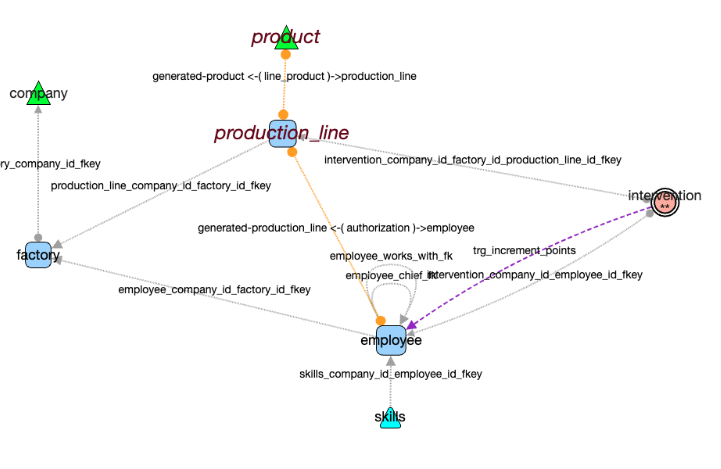 product
generated-product <-( line_product )->production_line
company
production_line
intervention_company_id_factory_id_production_line_id_fkey
ry_company_id_fkey
production_line_company_id_factory_id_fkey
intervention
**
generated-production_line <-( authorization )->employee
trg_increment_points
factory
employee_works_with_fk
employee_chief_fk
intervention_company_id_employee_id_fkey
employee_company_id_factory_id_fkey
employee
skills_company_id_employee_id_fkey
skills